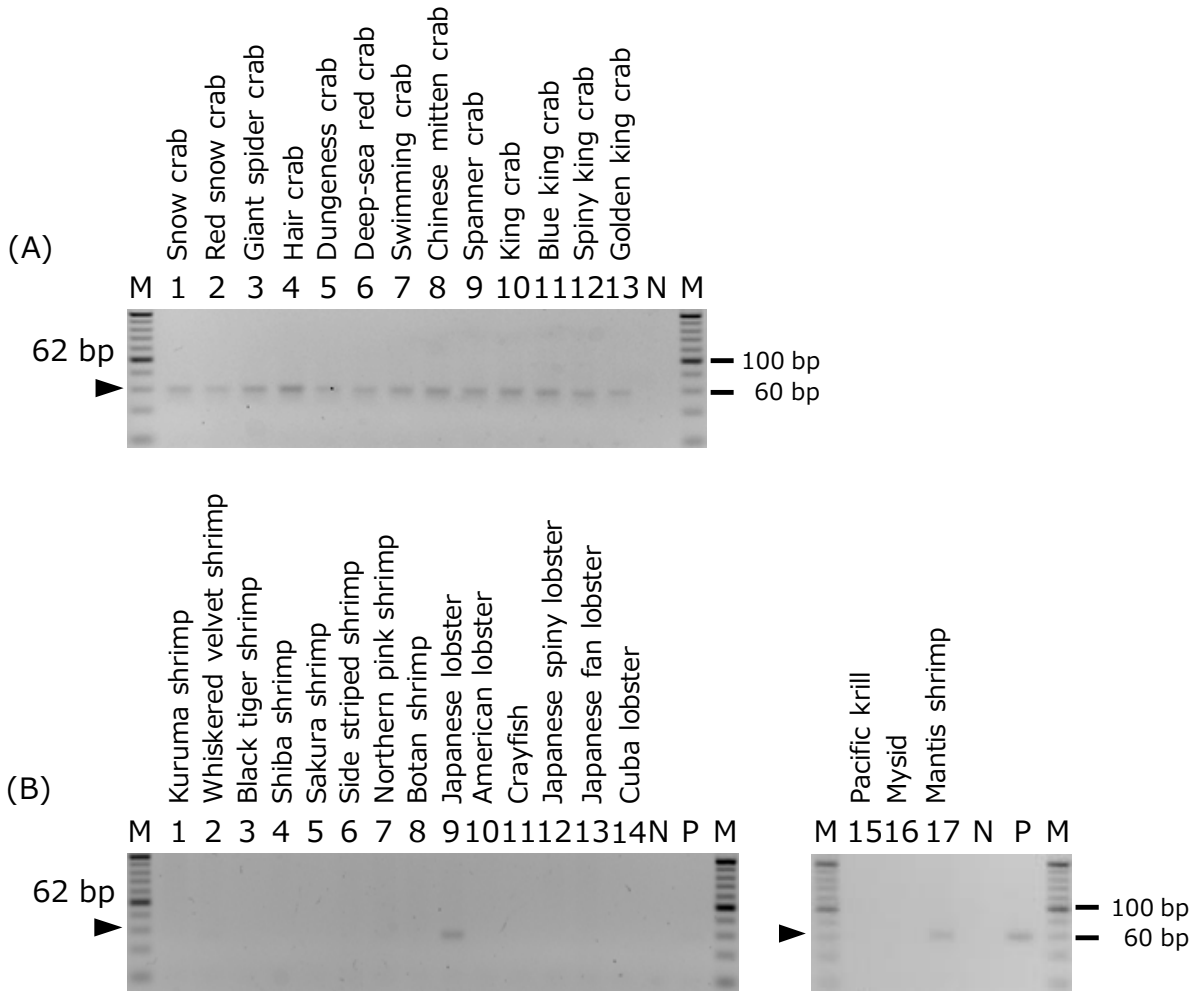 Snow crab
Red snow crab
Giant spider crab
Hair crab
Dungeness crab
Deep-sea red crab
Swimming crab
Chinese mitten crab
Spanner crab
King crab
Blue king crab
Spiny king crab
Golden king crab
(A)
M 1 2 3 4 5 6 7 8 9 10 11 12 13 N M
62 bp
100 bp
60 bp
Kuruma shrimp
Whiskered velvet shrimp
Black tiger shrimp
Shiba shrimp
Sakura shrimp
Side striped shrimp
Northern pink shrimp
Botan shrimp
Japanese lobster
American lobster
Crayfish
Japanese spiny lobster
Japanese fan lobster
Cuba lobster
Pacific krill
Mysid
Mantis shrimp
(B)
M 1 2 3 4 5 6 7 8 9 10 11 12 13 14 N P M
M 15 16 17 N P M
62 bp
100 bp
60 bp